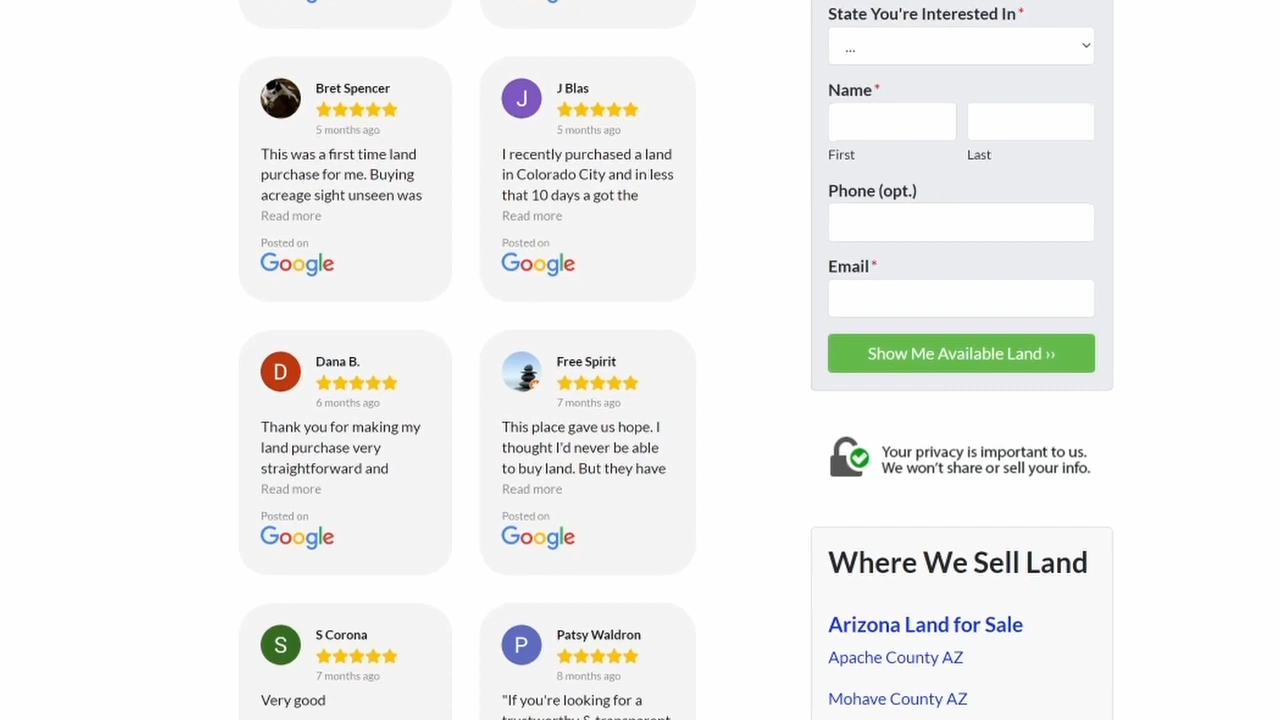 Bret Spencer
5 months ago
This was a first time land
purchase for me. Buying
acreage sight unseen was
Read more
Posted on
Google
J Blas
5 months ago
I recently purchased a land
in Colorado City and in less
that 10 days a got the
Read more
Posted on
Google
Dana B.
6 months ago
Thank you for making my
land purchase very
straightforward and
Read more
Posted on
Google
Free Spirit
7 months ago
This place gave us hope. I
thought I'd never be able
to buy land. But they have
Read more
Posted on
Google
S Corona
7 months ago
Very good
Patsy Waldron
8 months ago
"If you're looking for a
trustworthy & transparent
State You're Interested In *
...
Name *
First
Last
Phone (opt.)
Email *
Show Me Available Land ››
Your privacy is important to us.
We won't share or sell your info.
Where We Sell Land
Arizona Land for Sale
Apache County AZ
Mohave County AZ